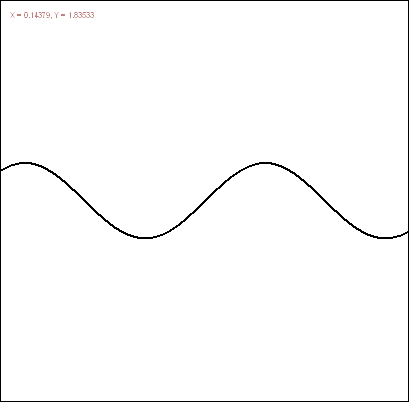 X = 0.14379, Y = 1.83533